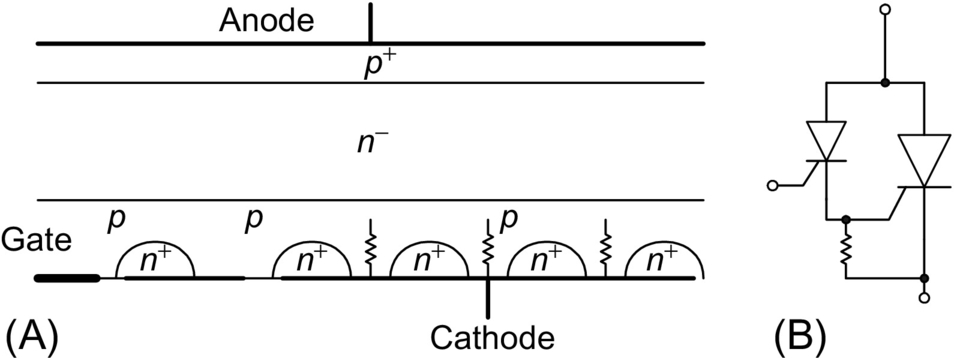 Anode
p⁺
n⁻
p p p
Gate
n⁺ n⁺ n⁺ n⁺ n⁺
Cathode
(A) (B)